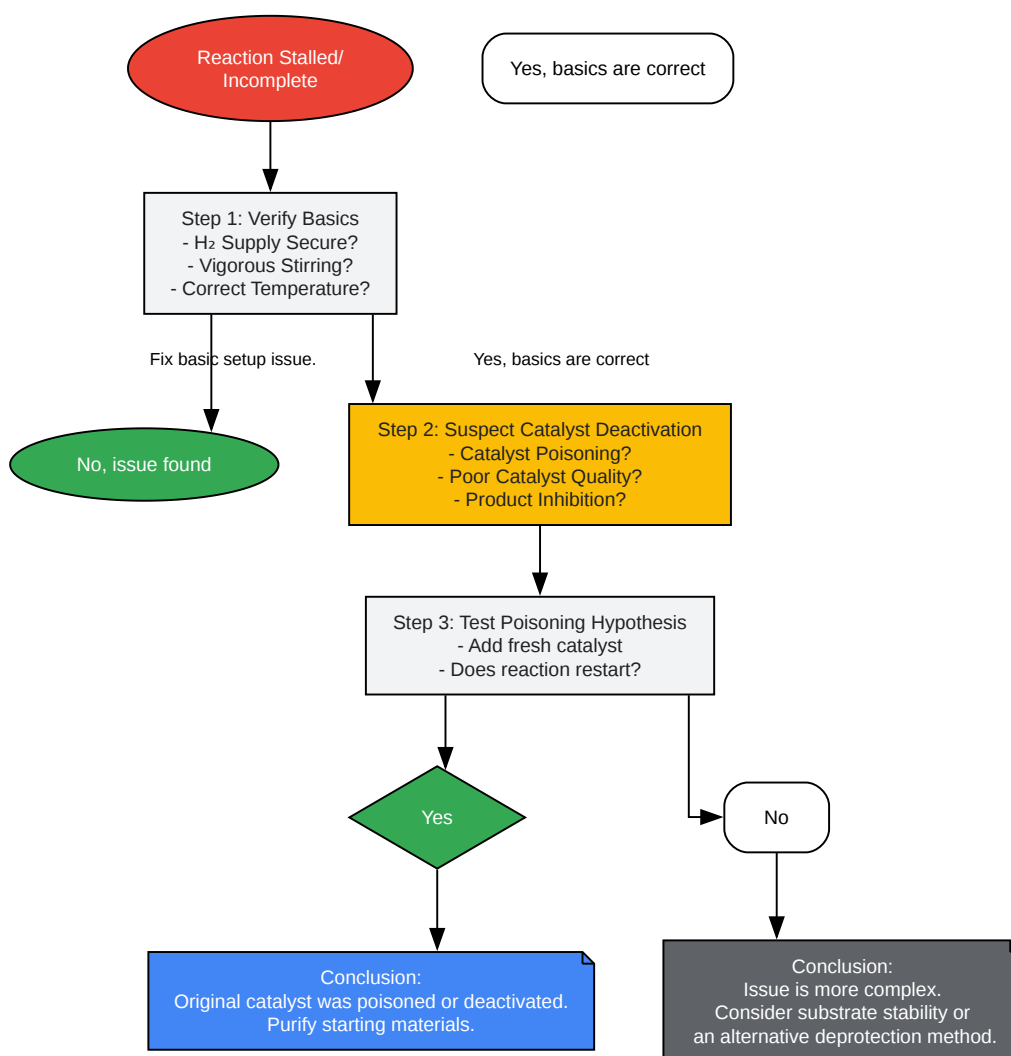 Reaction Stalled/
Incomplete
Yes, basics are correct
Step 1: Verify Basics
- H₂ Supply Secure?
- Vigorous Stirring?
- Correct Temperature?
Fix basic setup issue.
Yes, basics are correct
No, issue found
Step 2: Suspect Catalyst Deactivation
- Catalyst Poisoning?
- Poor Catalyst Quality?
- Product Inhibition?
Step 3: Test Poisoning Hypothesis
- Add fresh catalyst
- Does reaction restart?
Yes
No
Conclusion:
Original catalyst was poisoned or deactivated.
Purify starting materials.
Conclusion:
Issue is more complex.
Consider substrate stability or
an alternative deprotection method.